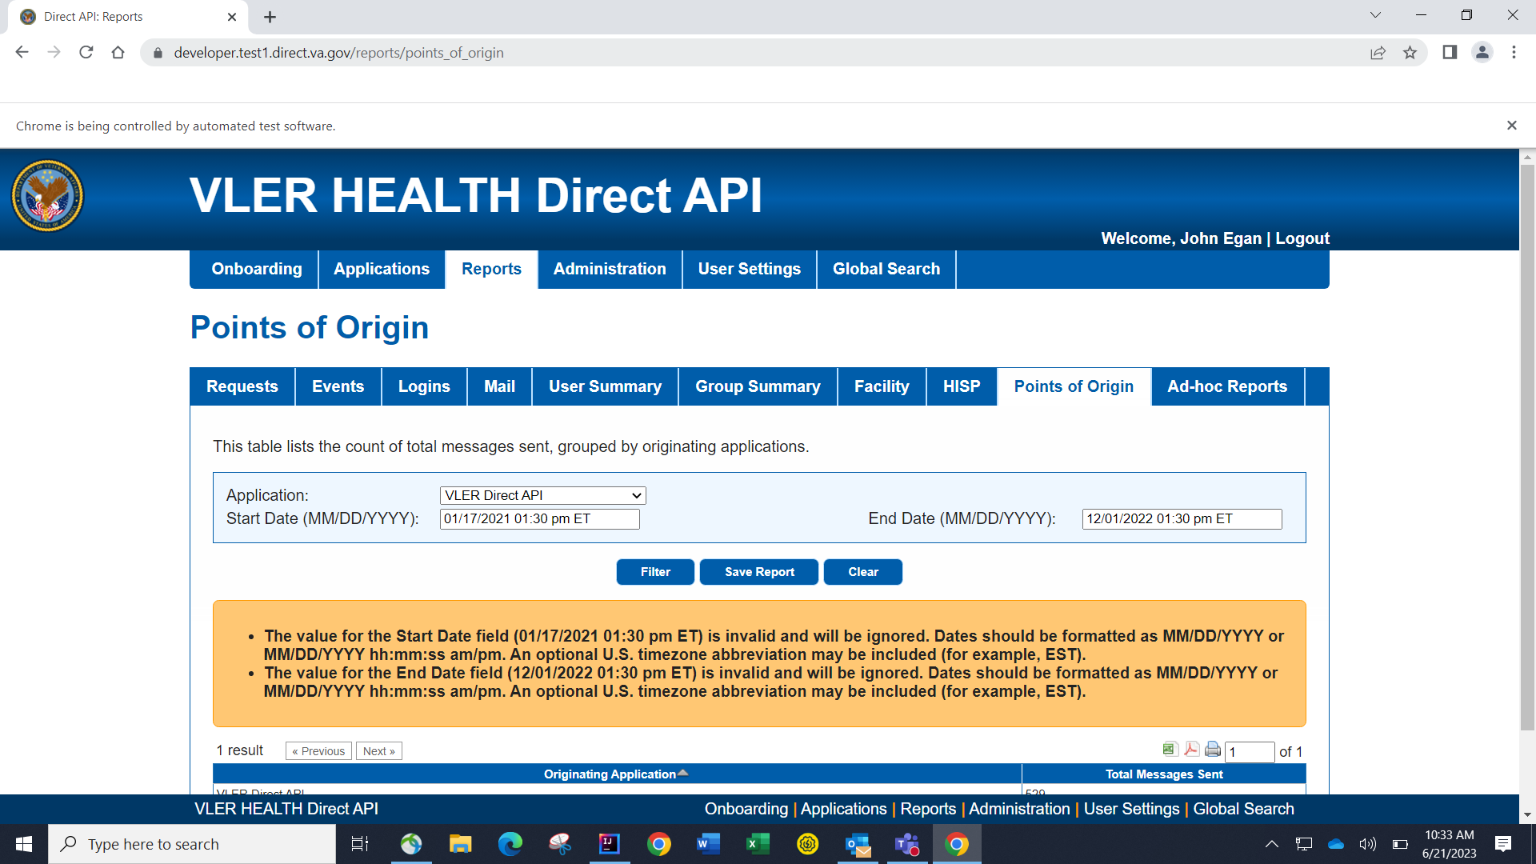 Direct API: Reports
developer.test1.direct.va.gov/reports/points_of_origin
Chrome is being controlled by automated test software.
VLER HEALTH Direct API
Welcome, John Egan | Logout
Onboarding Applications Reports Administration User Settings Global Search
Points of Origin
Requests Events Logins Mail User Summary Group Summary Facility HISP Points of Origin Ad-hoc Reports
This table lists the count of total messages sent, grouped by originating applications.
Application: VLER Direct API
Start Date (MM/DD/YYYY): 01/17/2021 01:30 pm ET End Date (MM/DD/YYYY): 12/01/2022 01:30 pm ET
Filter Save Report Clear
• The value for the Start Date field (01/17/2021 01:30 pm ET) is invalid and will be ignored. Dates should be formatted as MM/DD/YYYY or
MM/DD/YYYY hh:mm:ss am/pm. An optional U.S. timezone abbreviation may be included (for example, EST).
• The value for the End Date field (12/01/2022 01:30 pm ET) is invalid and will be ignored. Dates should be formatted as MM/DD/YYYY or
MM/DD/YYYY hh:mm:ss am/pm. An optional U.S. timezone abbreviation may be included (for example, EST).
1 result « Previous Next » 1 of 1
Originating Application Total Messages Sent
VLER Direct API 529
VLER HEALTH Direct API Onboarding | Applications | Reports | Administration | User Settings | Global Search
Type here to search
10:33 AM
6/21/2023